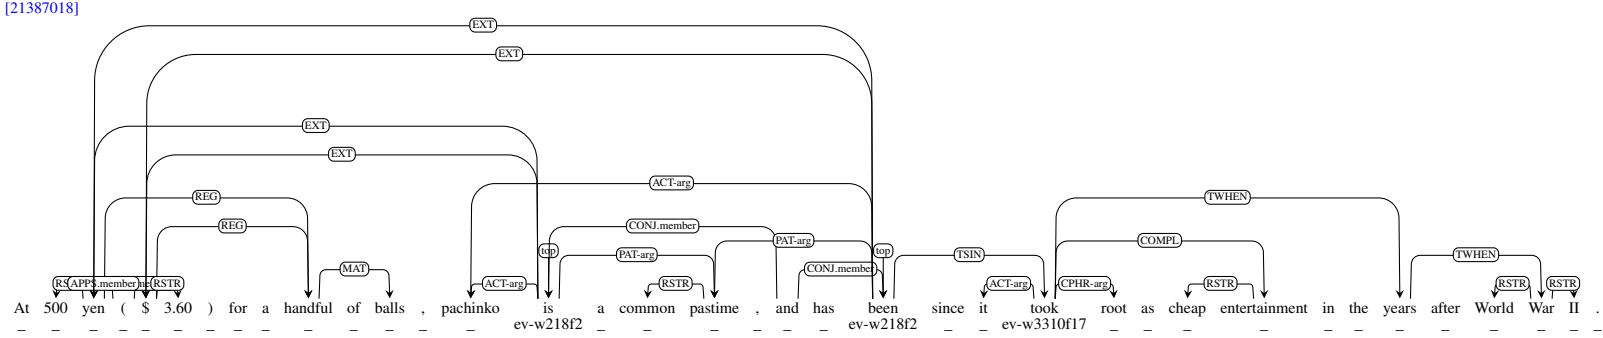 [21387018]
EXT
EXT
EXT
EXT
ACT-arg
REG TWHEN
REG CONJ.member
PAT-arg COMPL
top PAT-arg top TSIN TWHEN
MAT CONJ.member
APPS.member RSTR ACT-arg RSTR ACT-arg CPHR-arg RSTR RSTR RSTR
At 500 yen ( $ 3.60 ) for a handful of balls , pachinko is a common pastime , and has been since it took root as cheap entertainment in the years after World War II .
_ _ _ _ _ _ _ _ _ _ _ _ _ _ ev-w218f2 _ _ _ _ _ _ ev-w218f2 _ _ ev-w3310f17 _ _ _ _ _ _ _ _ _ _ _ _